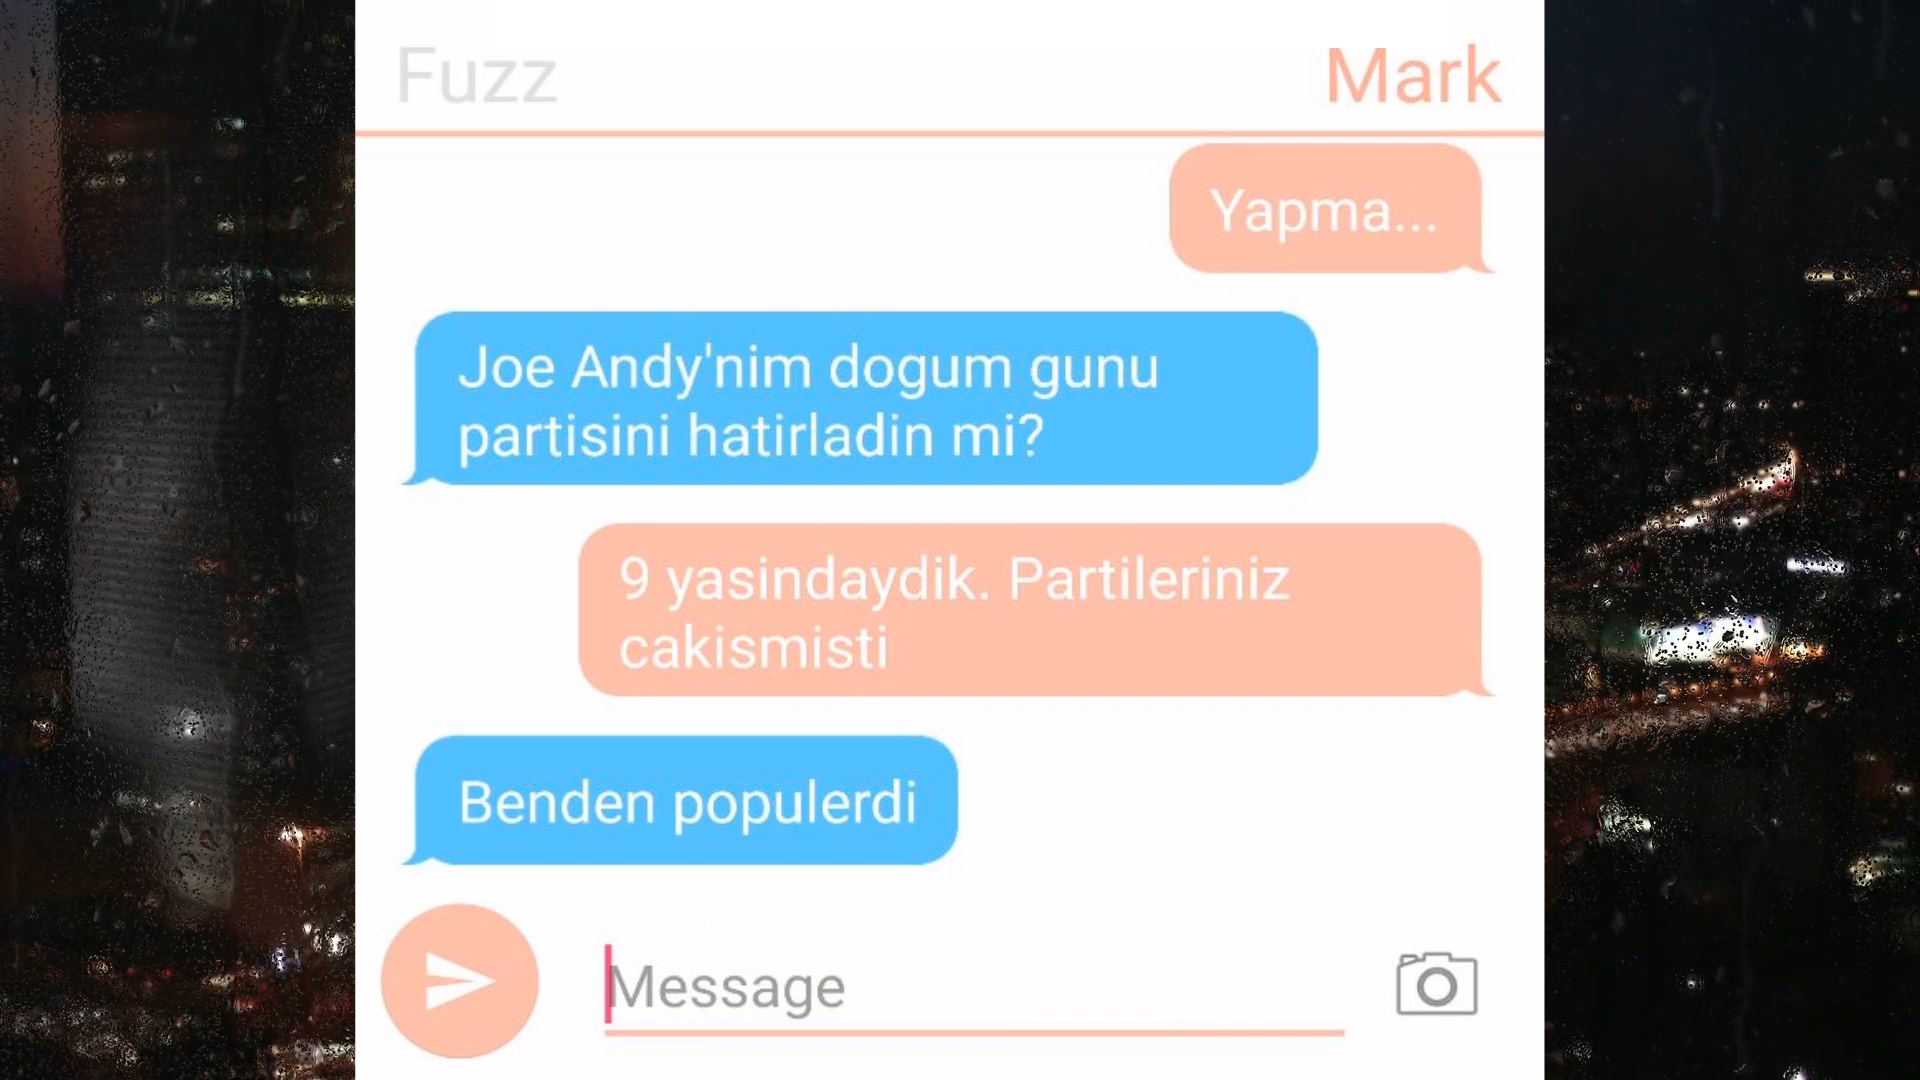 Fuzz Mark
Yapma...
Joe Andy'nim dogum gunu
partisini hatirladin mi?
9 yasindaydik. Partileriniz
cakismisti
Benden populerdi
Message